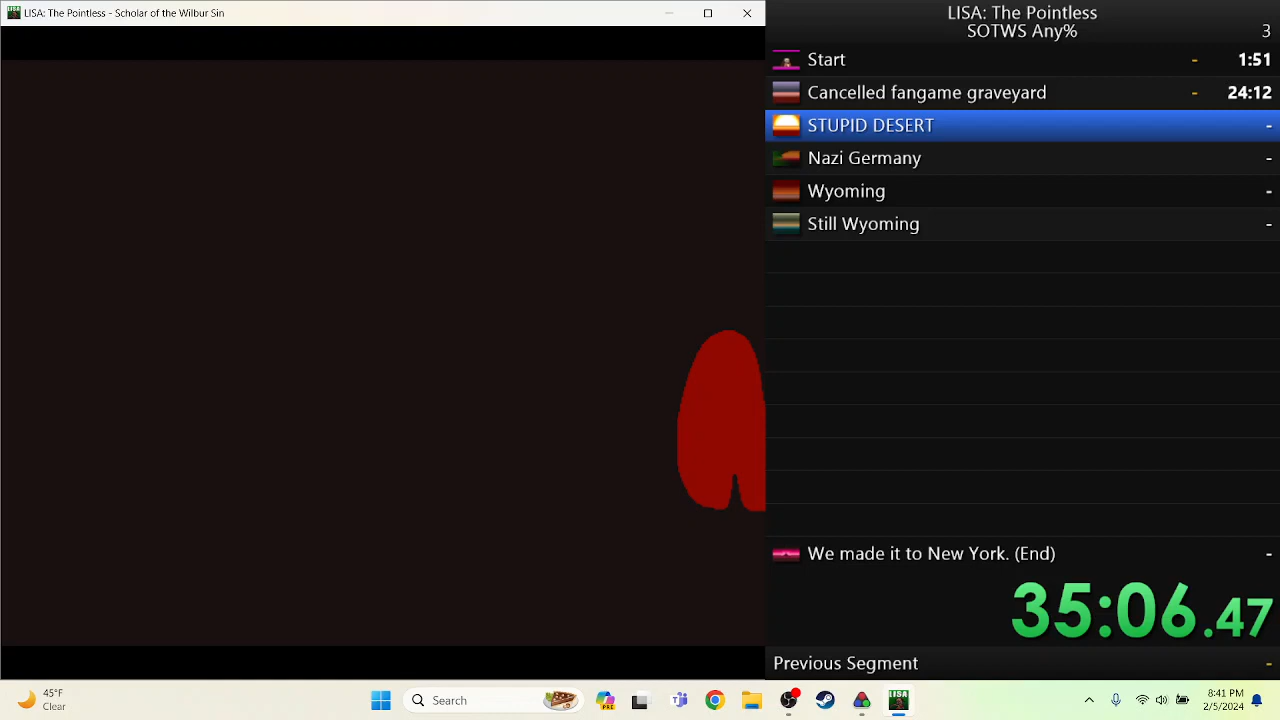 LISA: The Pointless - Scholar of the Wilbur Sin
LISA: The Pointless
SOTWS Any%
3
Start - 1:51
Cancelled fangame graveyard - 24:12
STUPID DESERT -
Nazi Germany -
Wyoming -
Still Wyoming -
We made it to New York. (End) -
35:06.47
Previous Segment -
45°F
Clear
Search
PRE
LISA
8:41 PM
2/5/2024